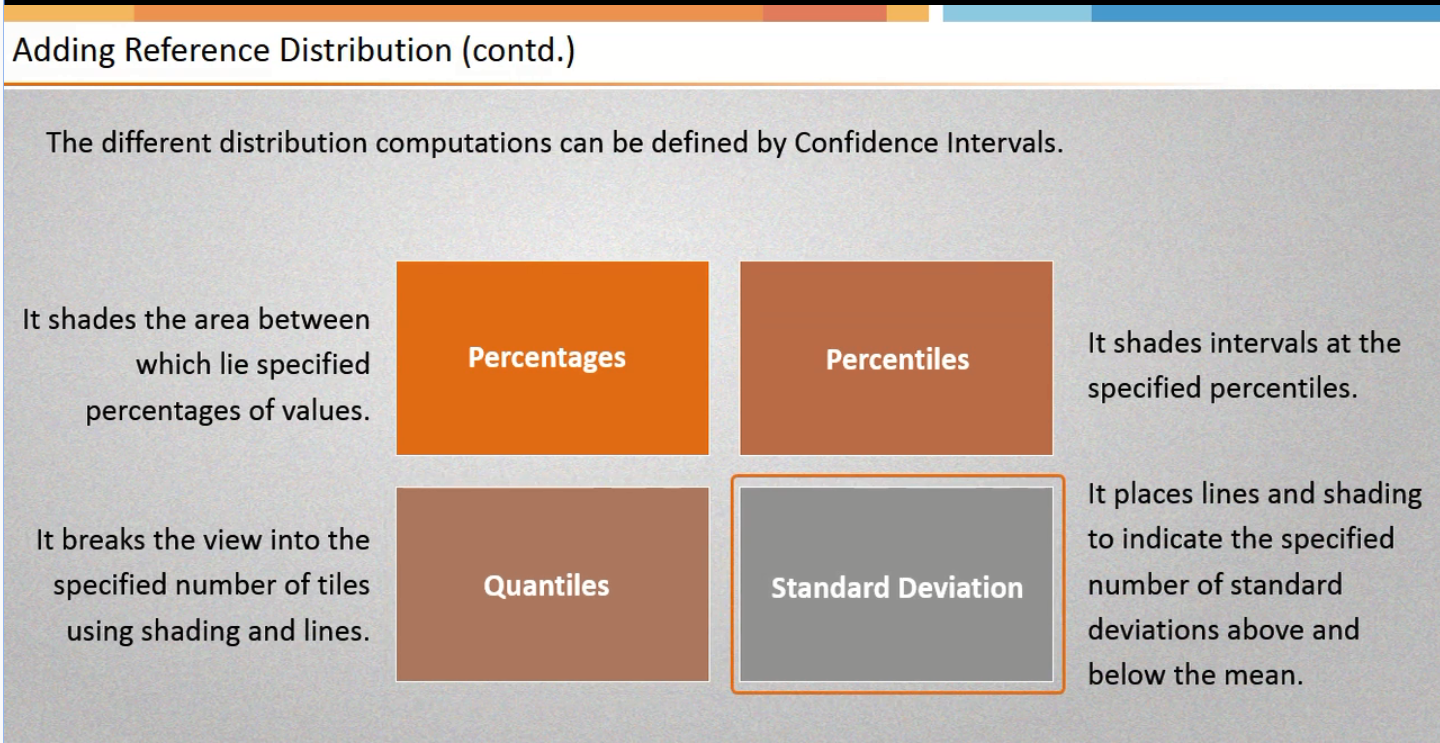 Adding Reference Distribution (contd.)
The different distribution computations can be defined by Confidence Intervals.
It shades the area between
which lie specified
percentages of values.
Percentages
Percentiles
It shades intervals at the
specified percentiles.
It breaks the view into the
specified number of tiles
using shading and lines.
Quantiles
Standard Deviation
It places lines and shading
to indicate the specified
number of standard
deviations above and
below the mean.